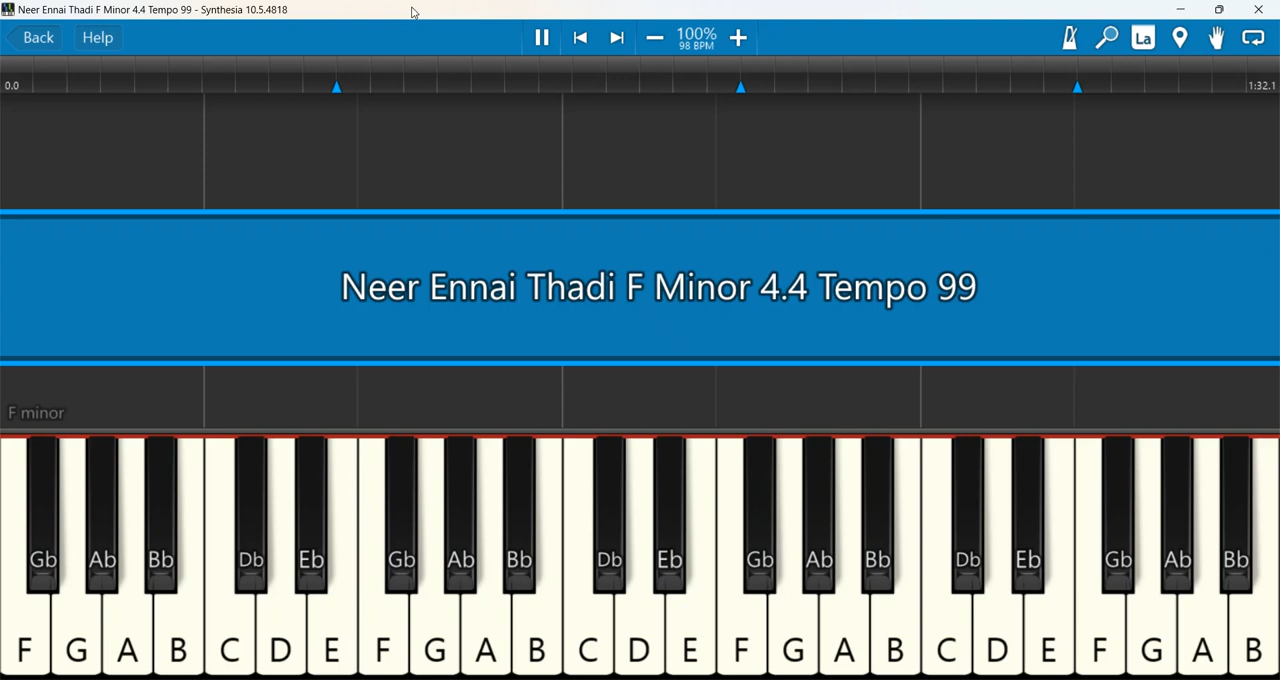 Neer Ennai Thadi F Minor 4.4 Tempo 99 - Synthesia 10.5.4818
Back Help 100% La
98 BPM
0.0 1:32.1
Neer Ennai Thadi F Minor 4.4 Tempo 99
F minor
Gb Ab Bb Db Eb Gb Ab Bb Db Eb Gb Ab Bb Db Eb Gb Ab Bb
F G A B C D E F G A B C D E F G A B C D E F G A B